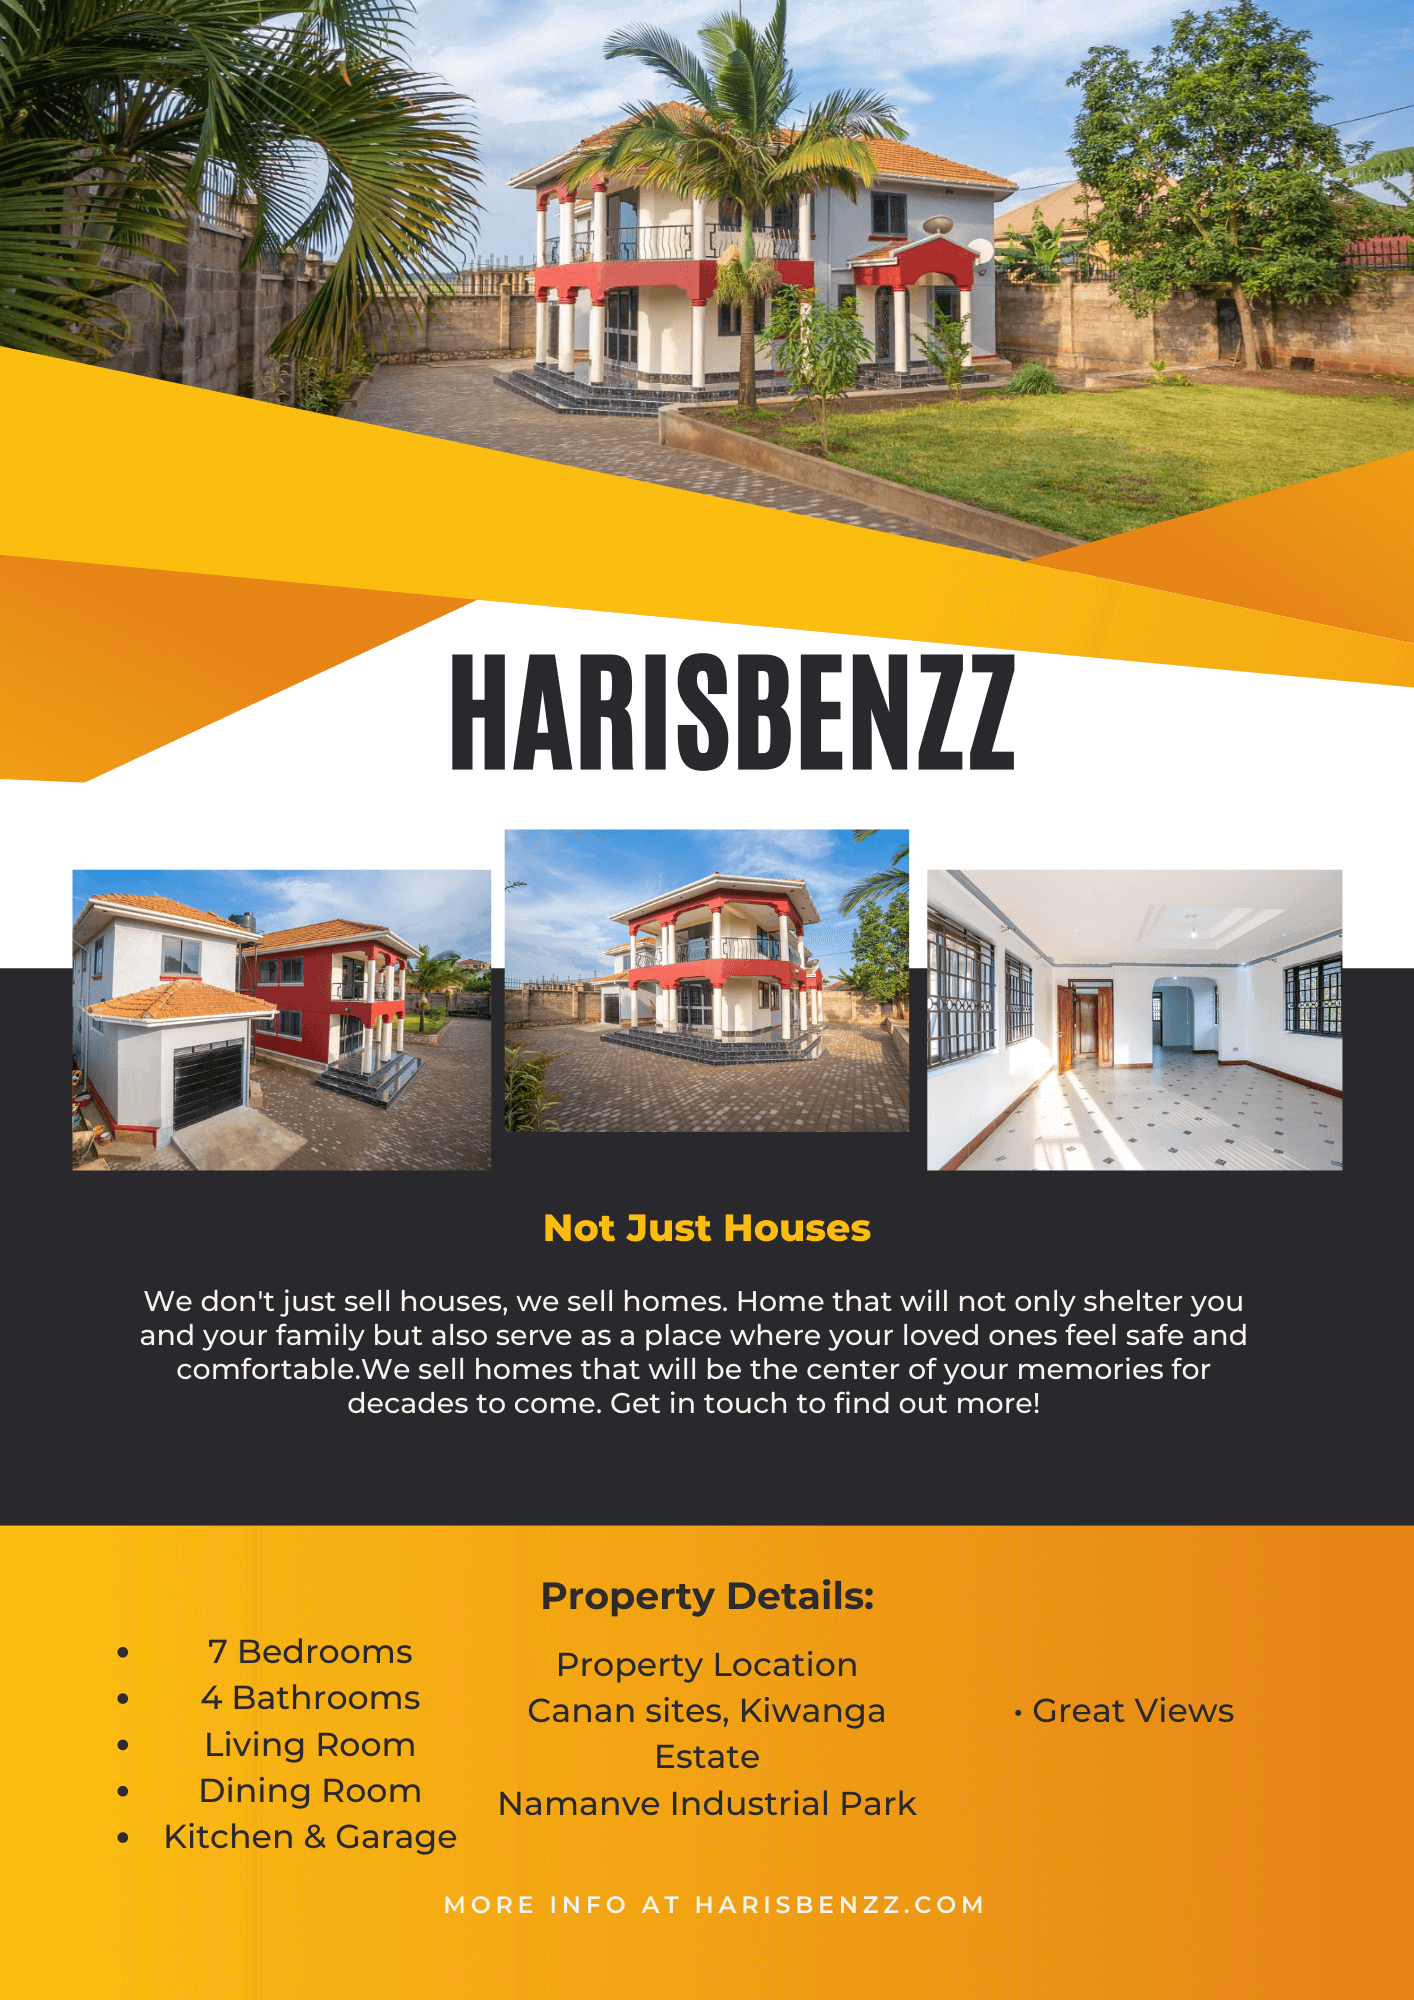 HARISBENZZ
Not Just Houses
We don't just sell houses, we sell homes. Home that will not only shelter you
and your family but also serve as a place where your loved ones feel safe and
comfortable.We sell homes that will be the center of your memories for
decades to come. Get in touch to find out more!
Property Details:
• 7 Bedrooms
• 4 Bathrooms
• Living Room
• Dining Room
• Kitchen & Garage
Property Location
Canan sites, Kiwanga
Estate
Namanve Industrial Park
• Great Views
MORE INFO AT HARISBENZZ.COM